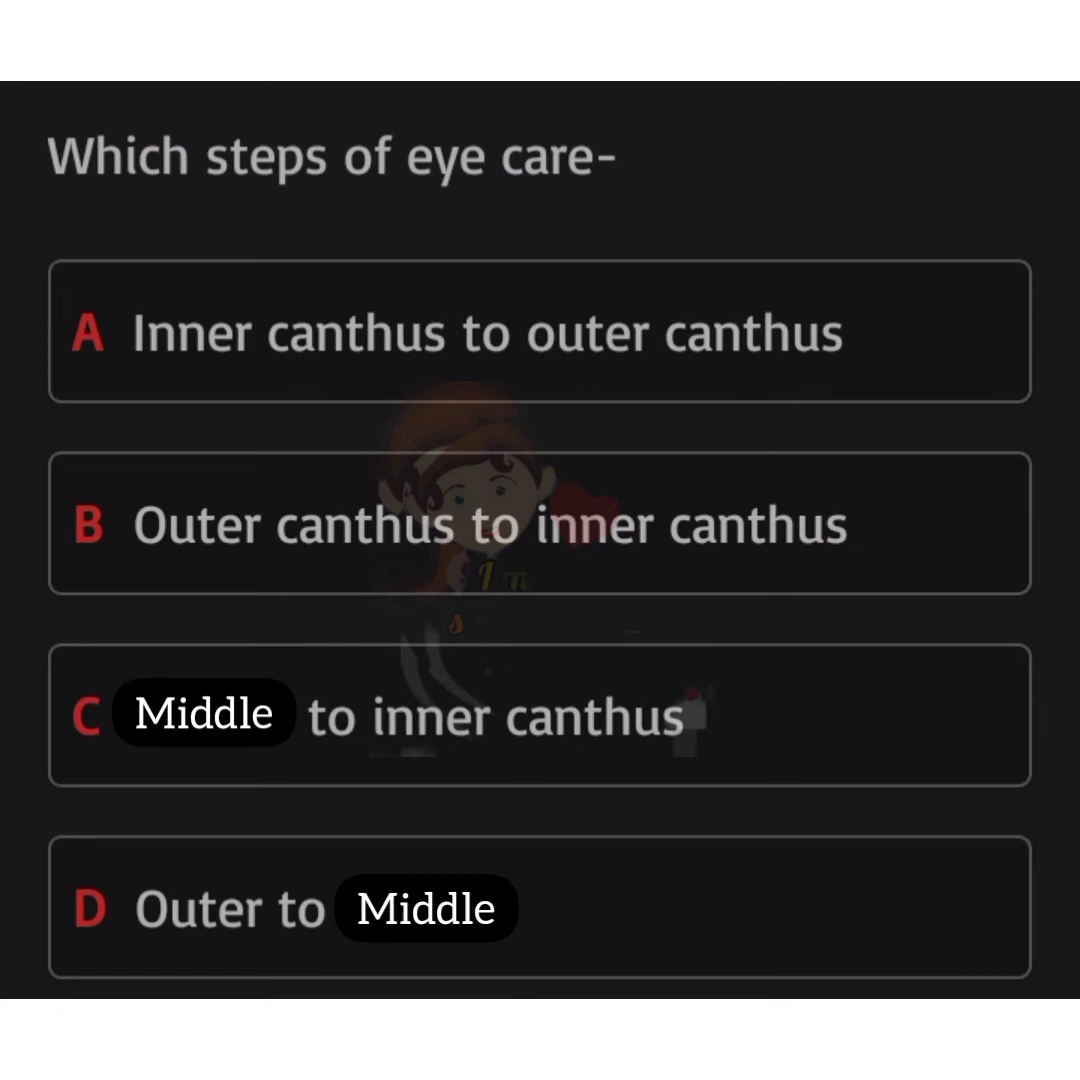 Which steps of eye care-
A Inner canthus to outer canthus
B Outer canthus to inner canthus
I m
C Middle to inner canthus
D Outer to Middle